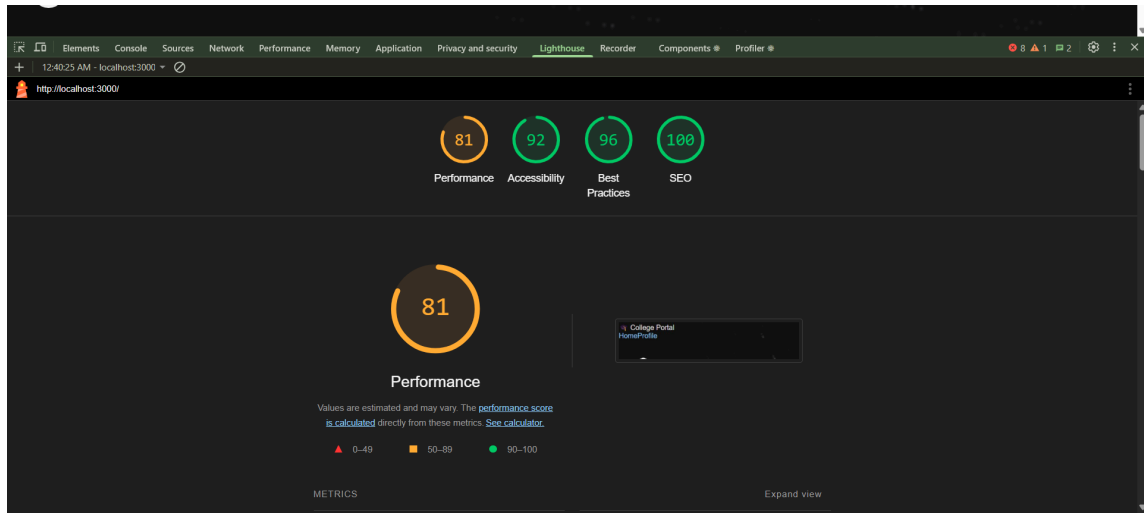 Elements Console Sources Network Performance Memory Application Privacy and security Lighthouse Recorder Components Profiler 8 1 2
12:40:25 AM - localhost:3000
http://localhost:3000/
81 92 96 100
Performance Accessibility Best Practices SEO
81
College Portal
HomeProfile
Performance
Values are estimated and may vary. The performance score
is calculated directly from these metrics. See calculator.
0–49 50–89 90–100
METRICS Expand view